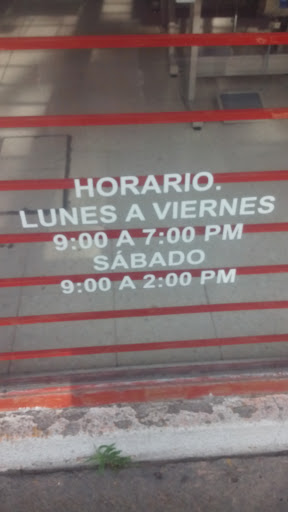 HORARIO.
LUNES A VIERNES
9:00 A 7:00 PM
SÁBADO
9:00 A 2:00 PM